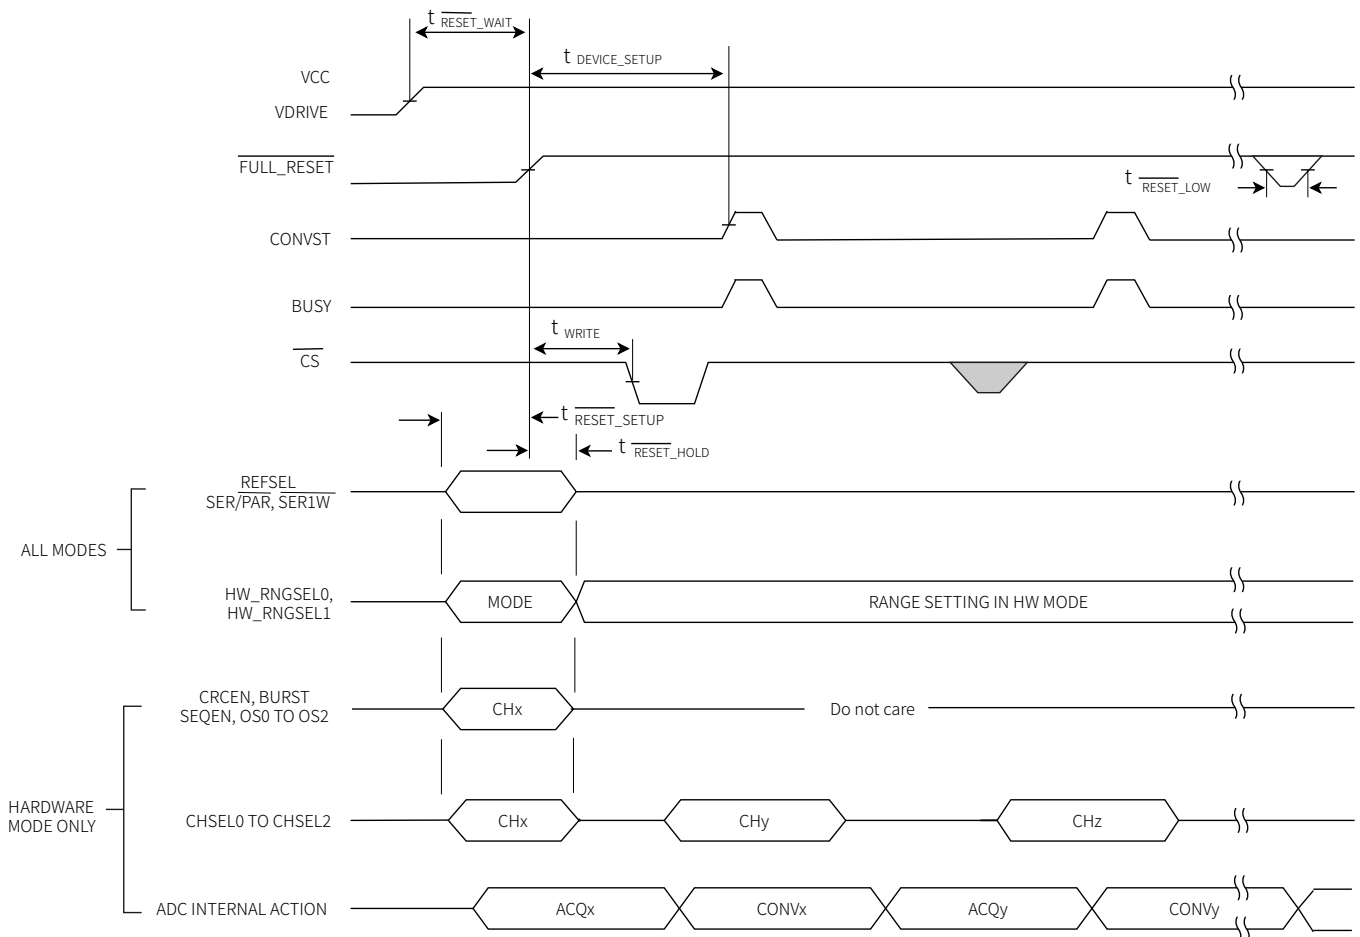 t RESET_WAIT
t DEVICE_SETUP
VCC
VDRIVE
FULL_RESET
t RESET_LOW
CONVST
BUSY
t WRITE
CS
t RESET_SETUP
t RESET_HOLD
REFSEL
SER/PAR, SER1W
ALL MODES
HW_RNGSEL0,
HW_RNGSEL1
MODE
RANGE SETTING IN HW MODE
CRCEN, BURST
SEQEN, OS0 TO OS2
CHx
Do not care
HARDWARE
MODE ONLY
CHSEL0 TO CHSEL2
CHx
CHy
CHz
ADC INTERNAL ACTION
ACQx
CONVx
ACQy
CONVy